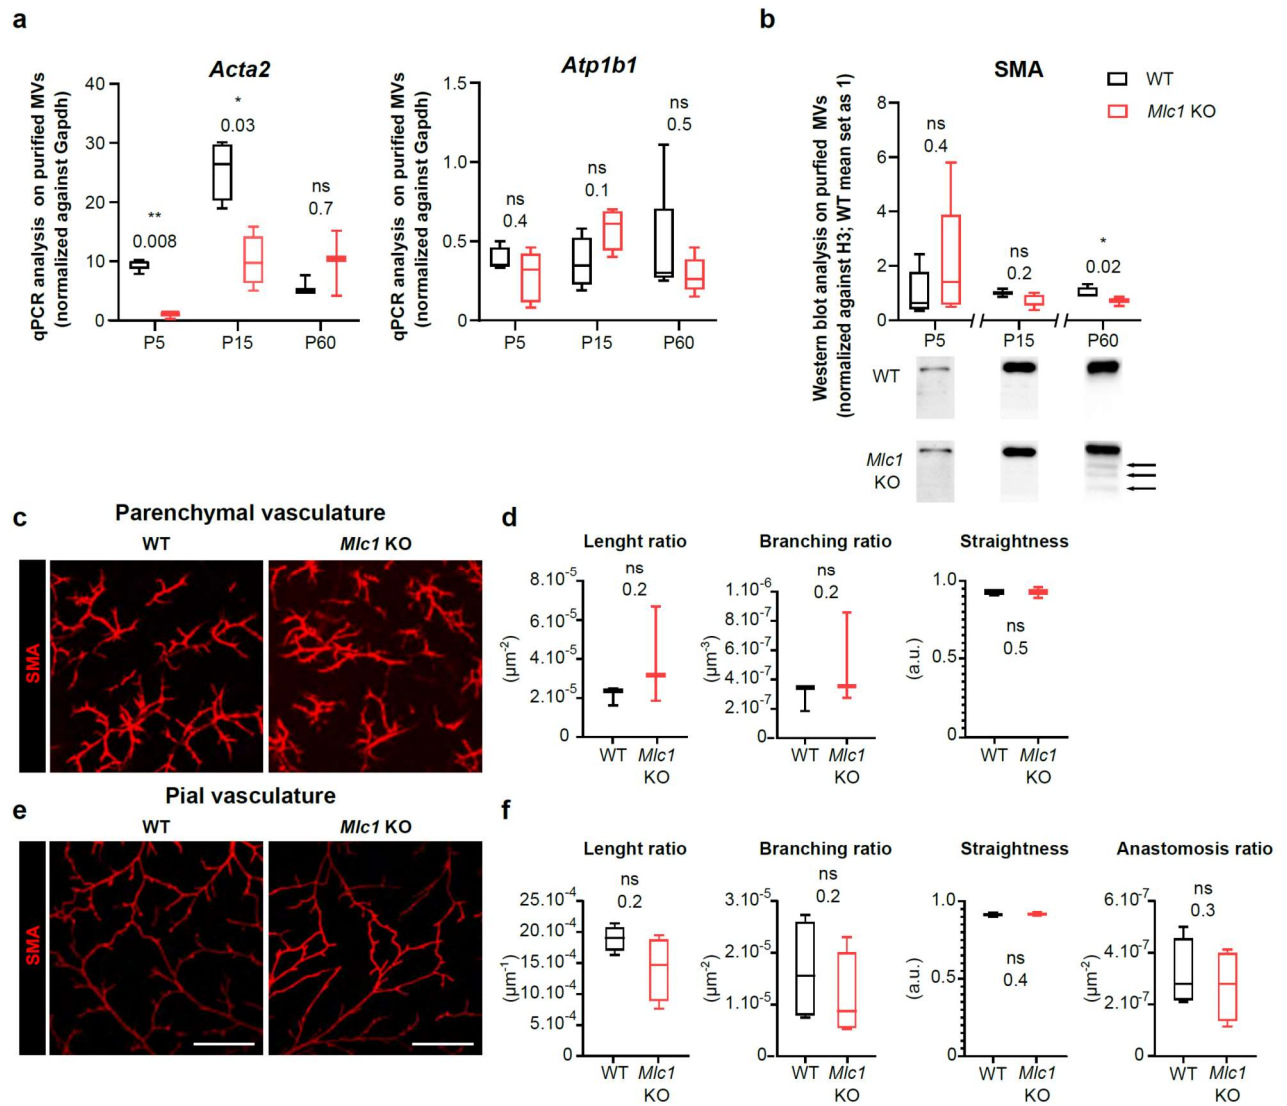 a
Acta2
qPCR analysis on purified MVs
(normalized against Gapdh)
40
30
20
10
0
**
0.008
*
0.03
ns
0.7
P5
P15
P60
Atp1b1
qPCR analysis on purified MVs
(normalized against Gapdh)
1.5
1.0
0.5
0
ns
0.4
ns
0.1
ns
0.5
P5
P15
P60
b
SMA
WT
Mlc1 KO
Western blot analysis on purfied MVs
(normalized against H3; WT mean set as 1)
8
6
4
2
0
ns
0.4
ns
0.2
*
0.02
P5
P15
P60
WT
Mlc1
KO
c
Parenchymal vasculature
WT
Mlc1 KO
SMA
d
Lenght ratio
ns
0.2
(µm⁻²)
8.10⁻⁵
6.10⁻⁵
4.10⁻⁵
2.10⁻⁵
0
WT
Mlc1
KO
Branching ratio
ns
0.2
(µm⁻³)
1.10⁻⁶
8.10⁻⁷
6.10⁻⁷
4.10⁻⁷
2.10⁻⁷
0
WT
Mlc1
KO
Straightness
(a.u.)
1.0
0.5
0
ns
0.5
WT
Mlc1
KO
e
Pial vasculature
WT
Mlc1 KO
SMA
f
Lenght ratio
ns
0.2
(µm⁻¹)
25.10⁻⁴
20.10⁻⁴
15.10⁻⁴
10.10⁻⁴
5.10⁻⁴
0
WT
Mlc1
KO
Branching ratio
ns
0.2
(µm⁻²)
3.10⁻⁵
2.10⁻⁵
1.10⁻⁵
0
WT
Mlc1
KO
Straightness
(a.u.)
1.0
0.5
0
ns
0.4
WT
Mlc1
KO
Anastomosis ratio
ns
0.3
(µm⁻²)
6.10⁻⁷
4.10⁻⁷
2.10⁻⁷
0
WT
Mlc1
KO